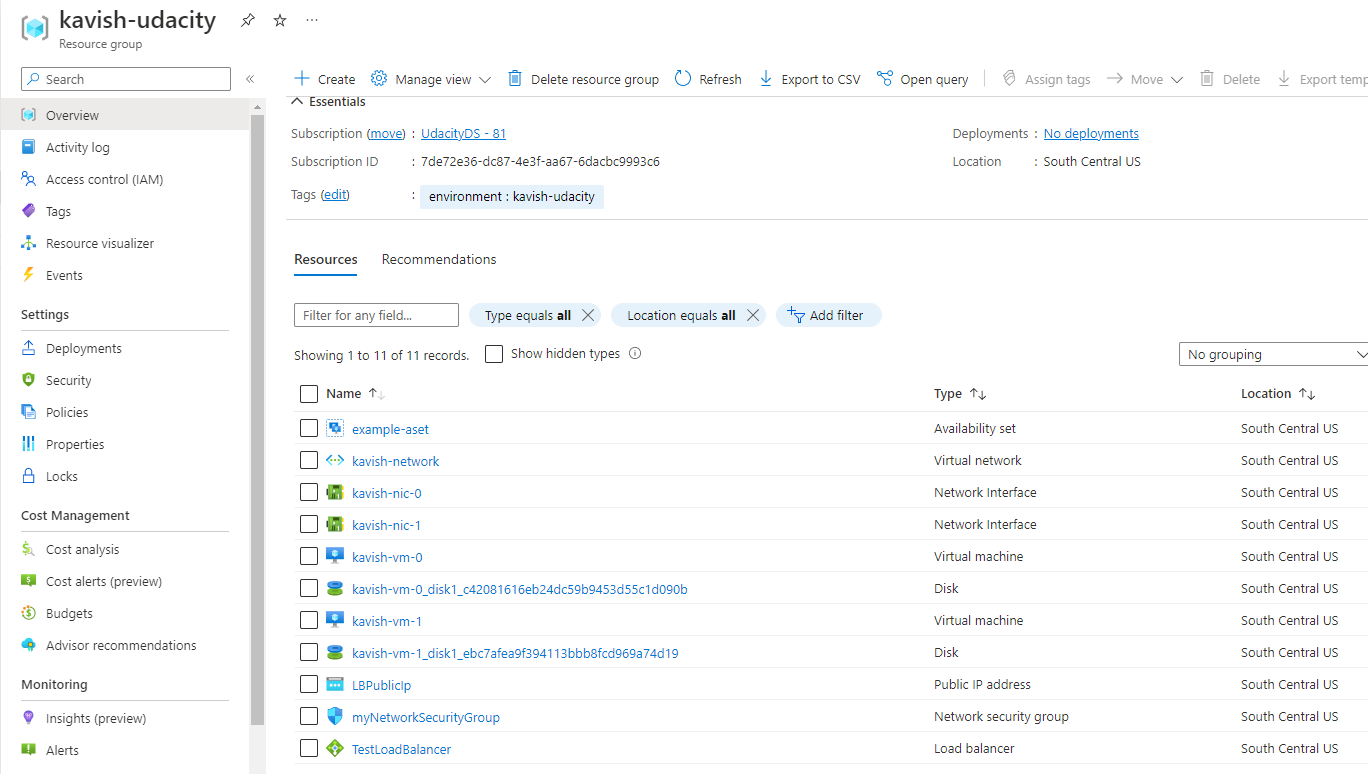 kavish-udacity
Resource group
Search
Overview
Activity log
Access control (IAM)
Tags
Resource visualizer
Events
Settings
Deployments
Security
Policies
Properties
Locks
Cost Management
Cost analysis
Cost alerts (preview)
Budgets
Advisor recommendations
Monitoring
Insights (preview)
Alerts
Create Manage view Delete resource group Refresh Export to CSV Open query Assign tags Move Delete Export temp
Essentials
Subscription (move) : UdacityDS - 81 Deployments : No deployments
Subscription ID : 7de72e36-dc87-4e3f-aa67-6dacbc9993c6 Location : South Central US
Tags (edit) : environment : kavish-udacity
Resources Recommendations
Filter for any field... Type equals all Location equals all Add filter
Showing 1 to 11 of 11 records. Show hidden types No grouping
Name Type Location
example-aset Availability set South Central US
kavish-network Virtual network South Central US
kavish-nic-0 Network Interface South Central US
kavish-nic-1 Network Interface South Central US
kavish-vm-0 Virtual machine South Central US
kavish-vm-0_disk1_c42081616eb24dc59b9453d55c1d090b Disk South Central US
kavish-vm-1 Virtual machine South Central US
kavish-vm-1_disk1_ebc7afea9f394113bbb8fcd969a74d19 Disk South Central US
LBPublicIp Public IP address South Central US
myNetworkSecurityGroup Network security group South Central US
TestLoadBalancer Load balancer South Central US